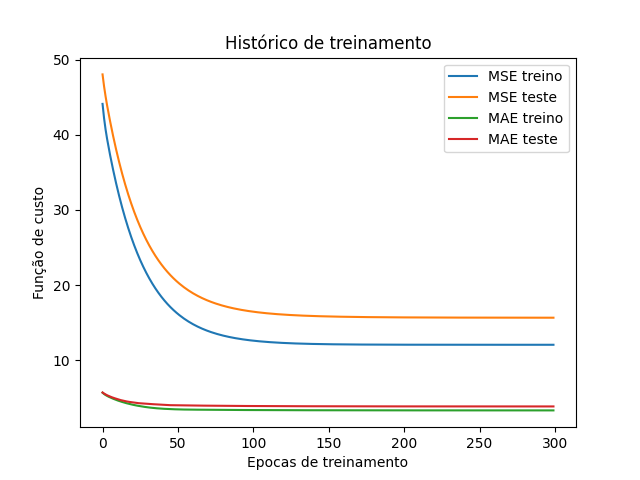 Histórico de treinamento
50
40
30
20
10
Função de custo
MSE treino
MSE teste
MAE treino
MAE teste
0
50
100
150
200
250
300
Epocas de treinamento